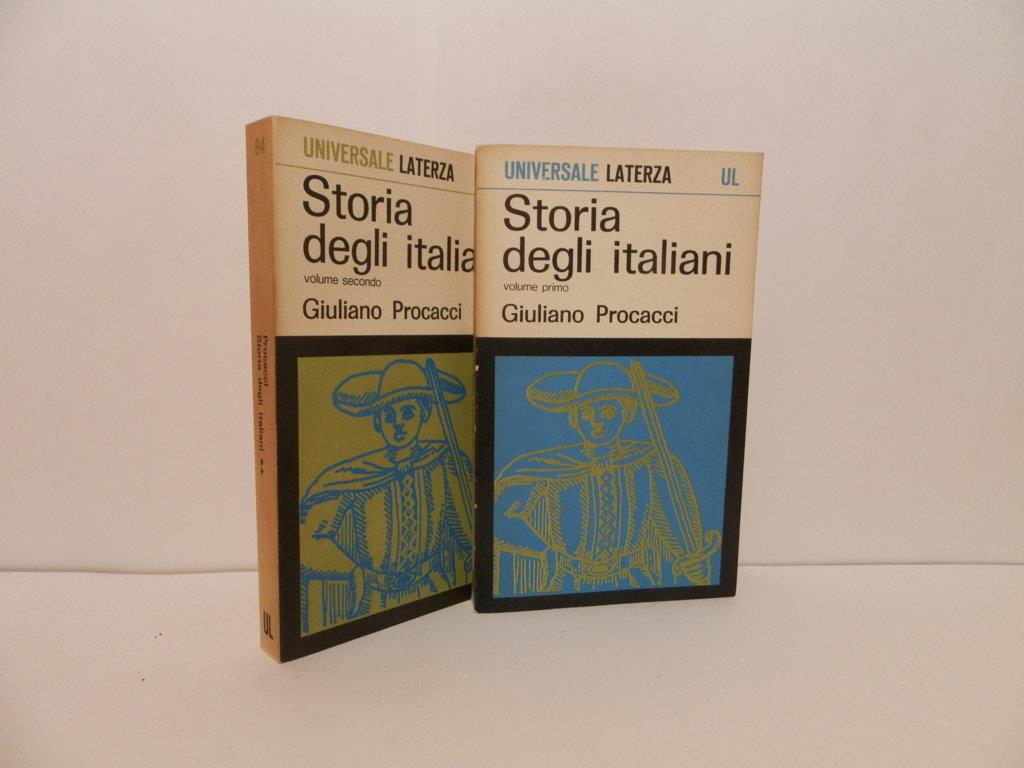 94
Procacci
Storia degli italiani **
UL
UNIVERSALE LATERZA
Storia
degli italia
volume secondo
Giuliano Procacci
UNIVERSALE LATERZA UL
Storia
degli italiani
volume primo
Giuliano Procacci